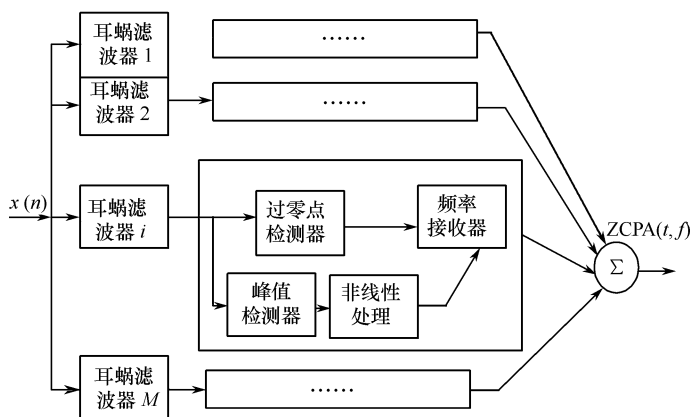 耳蜗滤
波器 1
……
耳蜗滤
波器 2
……
x (n)
耳蜗滤
波器 i
过零点
检测器
频率
接收器
峰值
检测器
非线性
处理
ZCPA(t, f)
Σ
耳蜗滤
波器 M
……